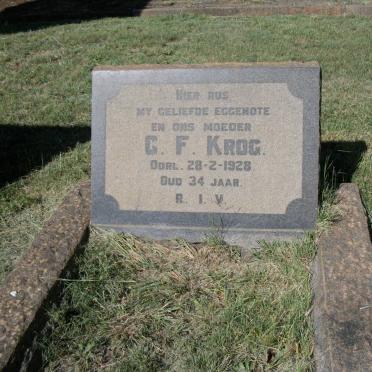 HIER RUS
MY GELIEFDE EGGENOTE
EN ONS MOEDER
G. F. KROG.
OORL. 28-2-1928
OUD 34 JAAR.
R. I. V.